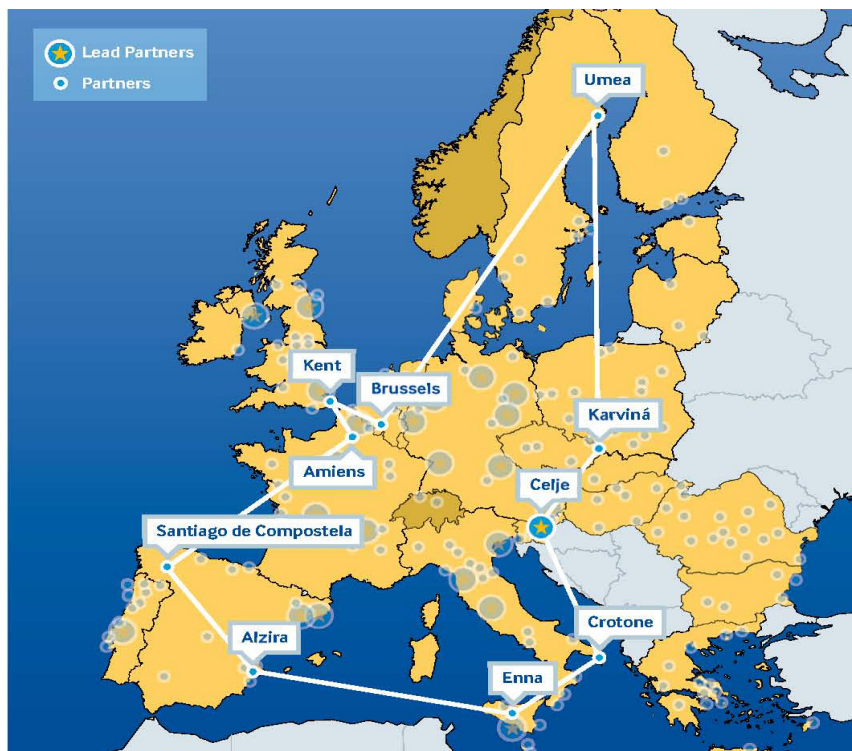 Lead Partners
Partners
Umea
Kent
Brussels
Karviná
Amiens
Celje
Santiago de Compostela
Alzira
Crotone
Enna